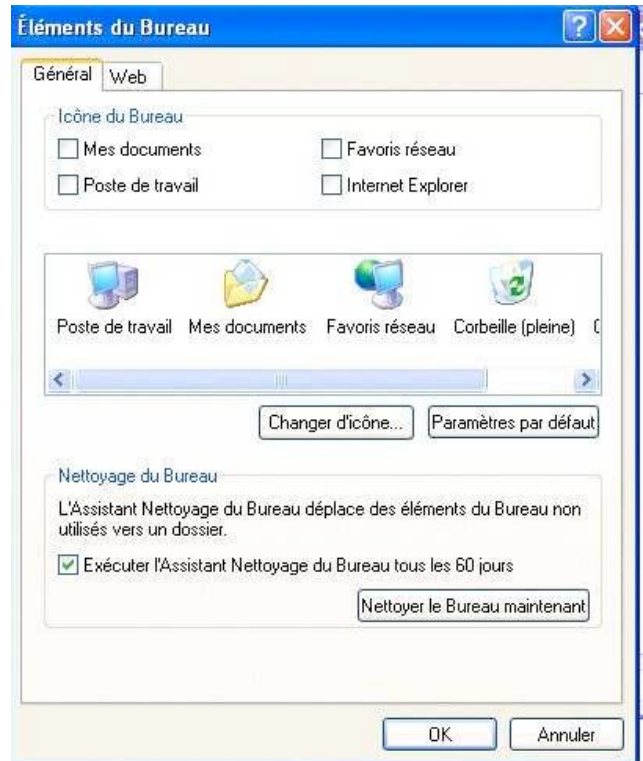 Éléments du Bureau
Général
Web
Icône du Bureau
Mes documents
Favoris réseau
Poste de travail
Internet Explorer
Poste de travail
Mes documents
Favoris réseau
Corbeille (pleine)
Changer d'icône...
Paramètres par défaut
Nettoyage du Bureau
L'Assistant Nettoyage du Bureau déplace des éléments du Bureau non
utilisés vers un dossier.
Exécuter l'Assistant Nettoyage du Bureau tous les 60 jours
Nettoyer le Bureau maintenant
OK
Annuler